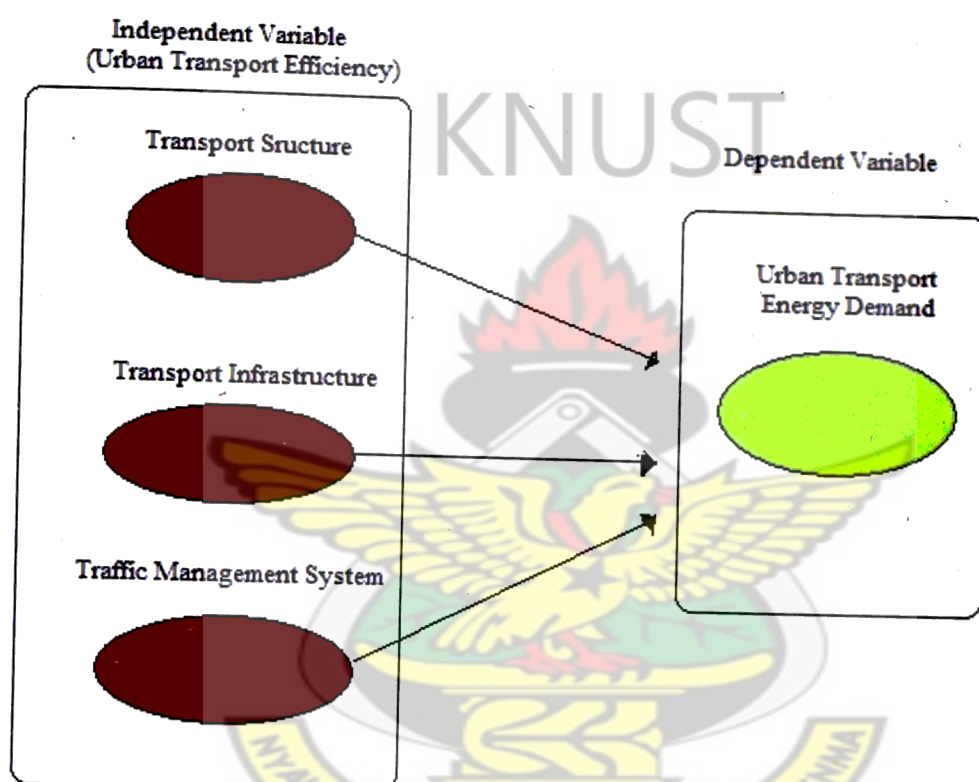 Independent Variable
(Urban Transport Efficiency)
KNUST
Transport Sructure
Dependent Variable
Urban Transport
Energy Demand
Transport Infrastructure
Traffic Management System